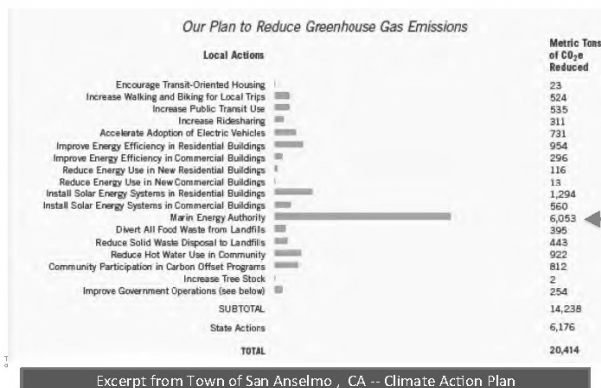 Our Plan to Reduce Greenhouse Gas Emissions
Local Actions
Metric Tons
of CO₂e
Reduced
Encourage Transit-Oriented Housing 23
Increase Walking and Biking for Local Trips 524
Increase Public Transit Use 535
Increase Ridesharing 311
Accelerate Adoption of Electric Vehicles 731
Improve Energy Efficiency in Residential Buildings 954
Improve Energy Efficiency in Commercial Buildings 296
Reduce Energy Use in New Residential Buildings 116
Reduce Energy Use in New Commercial Buildings 13
Install Solar Energy Systems in Residential Buildings 1,294
Install Solar Energy Systems in Commercial Buildings 560
Marin Energy Authority 6,053
Divert All Food Waste from Landfills 395
Reduce Solid Waste Disposal to Landfills 443
Reduce Hot Water Use in Community 922
Community Participation in Carbon Offset Programs 812
Increase Tree Stock 2
Improve Government Operations (see below) 254
SUBTOTAL 14,238
State Actions 6,176
TOTAL 20,414
Excerpt from Town of San Anselmo , CA -- Climate Action Plan